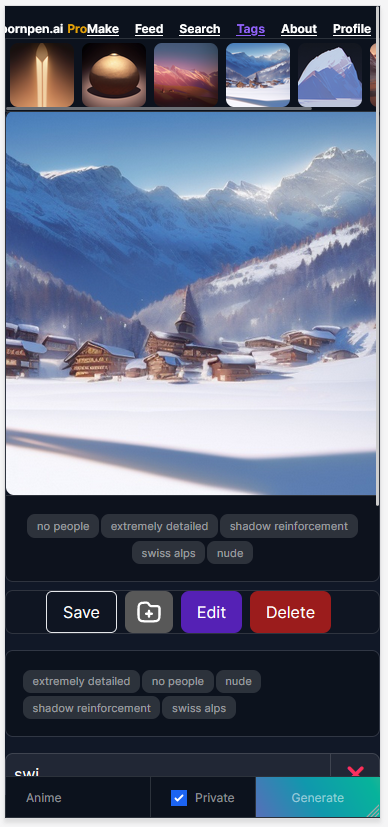 pornpen.ai Pro Make Feed Search Tags About Profile
no people extremely detailed shadow reinforcement
swiss alps nude
Save Edit Delete
extremely detailed no people nude
shadow reinforcement swiss alps
swi
Anime Private Generate